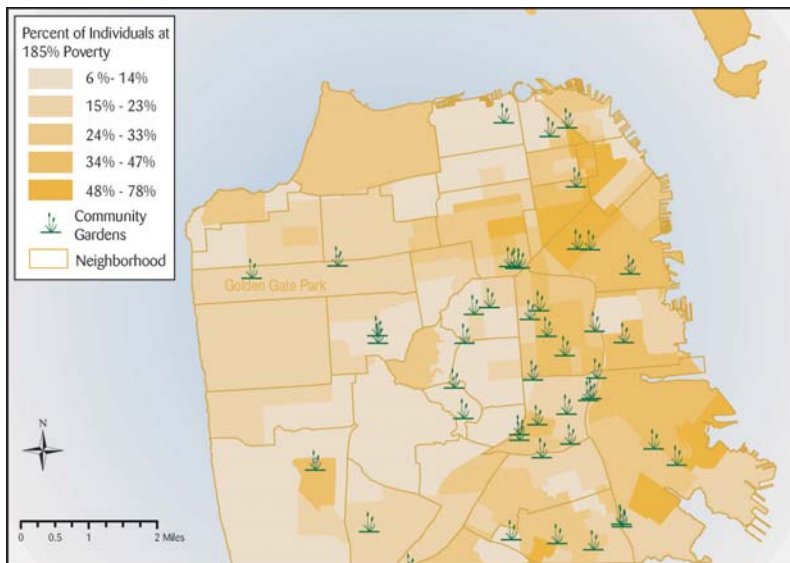 Percent of Individuals at
185% Poverty
6 %- 14%
15% - 23%
24% - 33%
34% - 47%
48% - 78%
Community
Gardens
Neighborhood
Golden Gate Park
N
0 0.5 1 2 Miles